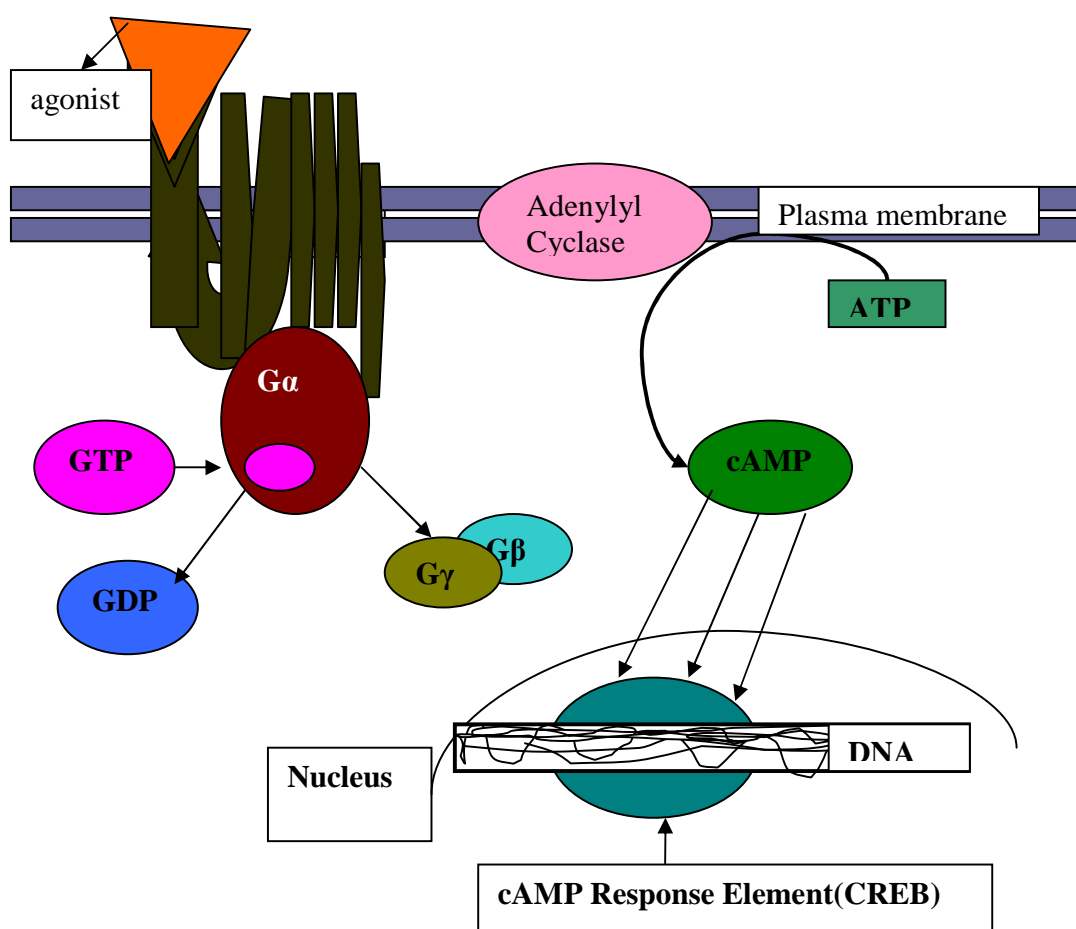 agonist
Adenylyl
Cyclase
Plasma membrane
ATP
Gα
GTP
cAMP
Gβ
Gγ
GDP
DNA
Nucleus
cAMP Response Element(CREB)